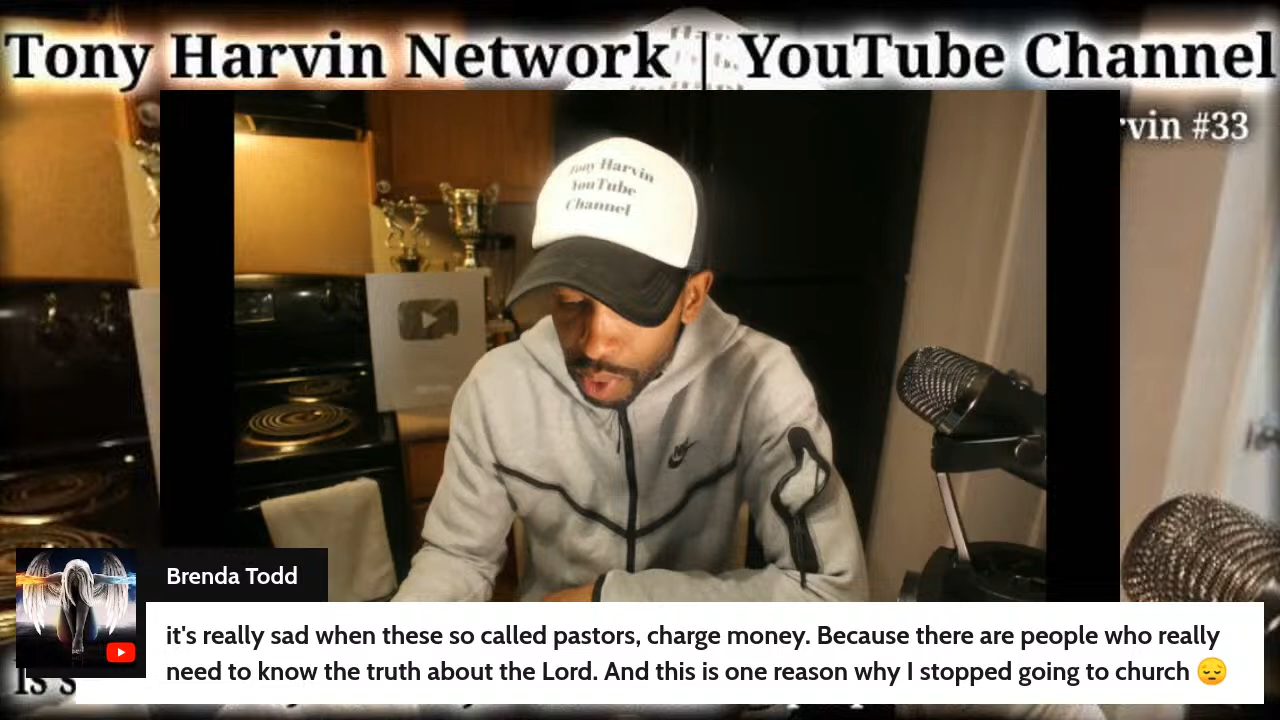 Tony Harvin Network | YouTube Channel
rvin #33
Tony Harvin
YouTube
Channel
Brenda Todd
it's really sad when these so called pastors, charge money. Because there are people who really
need to know the truth about the Lord. And this is one reason why I stopped going to church 😔
Is s